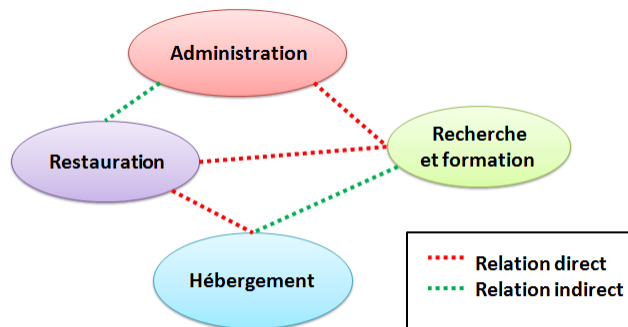 Administration
Restauration
Recherche
et formation
Hébergement
Relation direct
Relation indirect